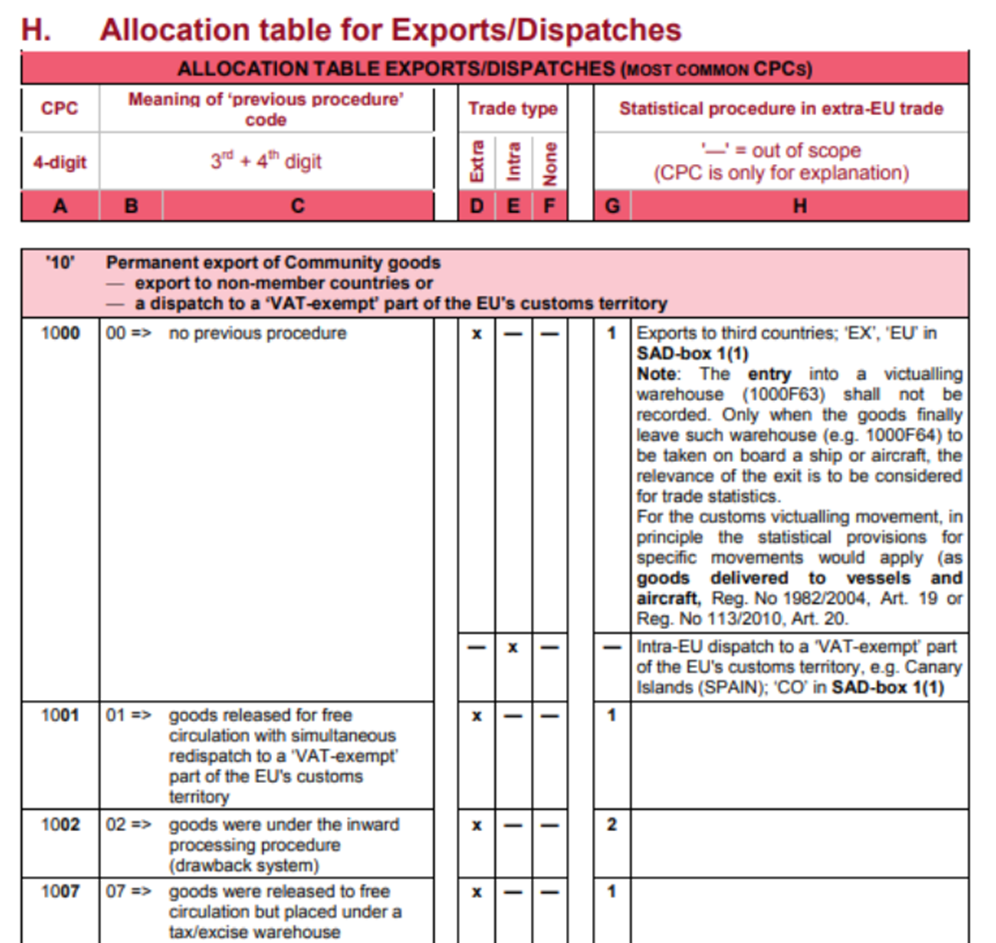 H. Allocation table for Exports/Dispatches
ALLOCATION TABLE EXPORTS/DISPATCHES (MOST COMMON CPCS)
CPC
Meaning of ‘previous procedure’
code
Trade type
Statistical procedure in extra-EU trade
4-digit
3rd + 4th digit
Extra
Intra
None
'—' = out of scope
(CPC is only for explanation)
A B C D E F G H
'10' Permanent export of Community goods
— export to non-member countries or
— a dispatch to a ‘VAT-exempt’ part of the EU's customs territory
1000 00 => no previous procedure x — — 1
Exports to third countries; ‘EX’, ‘EU’ in
SAD-box 1(1)
Note: The entry into a victualling
warehouse (1000F63) shall not be
recorded. Only when the goods finally
leave such warehouse (e.g. 1000F64) to
be taken on board a ship or aircraft, the
relevance of the exit is to be considered
for trade statistics.
For the customs victualling movement, in
principle the statistical provisions for
specific movements would apply (as
goods delivered to vessels and
aircraft, Reg. No 1982/2004, Art. 19 or
Reg. No 113/2010, Art. 20.
— x — —
Intra-EU dispatch to a ‘VAT-exempt’ part
of the EU's customs territory, e.g. Canary
Islands (SPAIN); ‘CO’ in SAD-box 1(1)
1001 01 => goods released for free x — — 1
circulation with simultaneous
redispatch to a ‘VAT-exempt’
part of the EU's customs
territory
1002 02 => goods were under the inward x — — 2
processing procedure
(drawback system)
1007 07 => goods were released to free x — — 1
circulation but placed under a
tax/excise warehouse